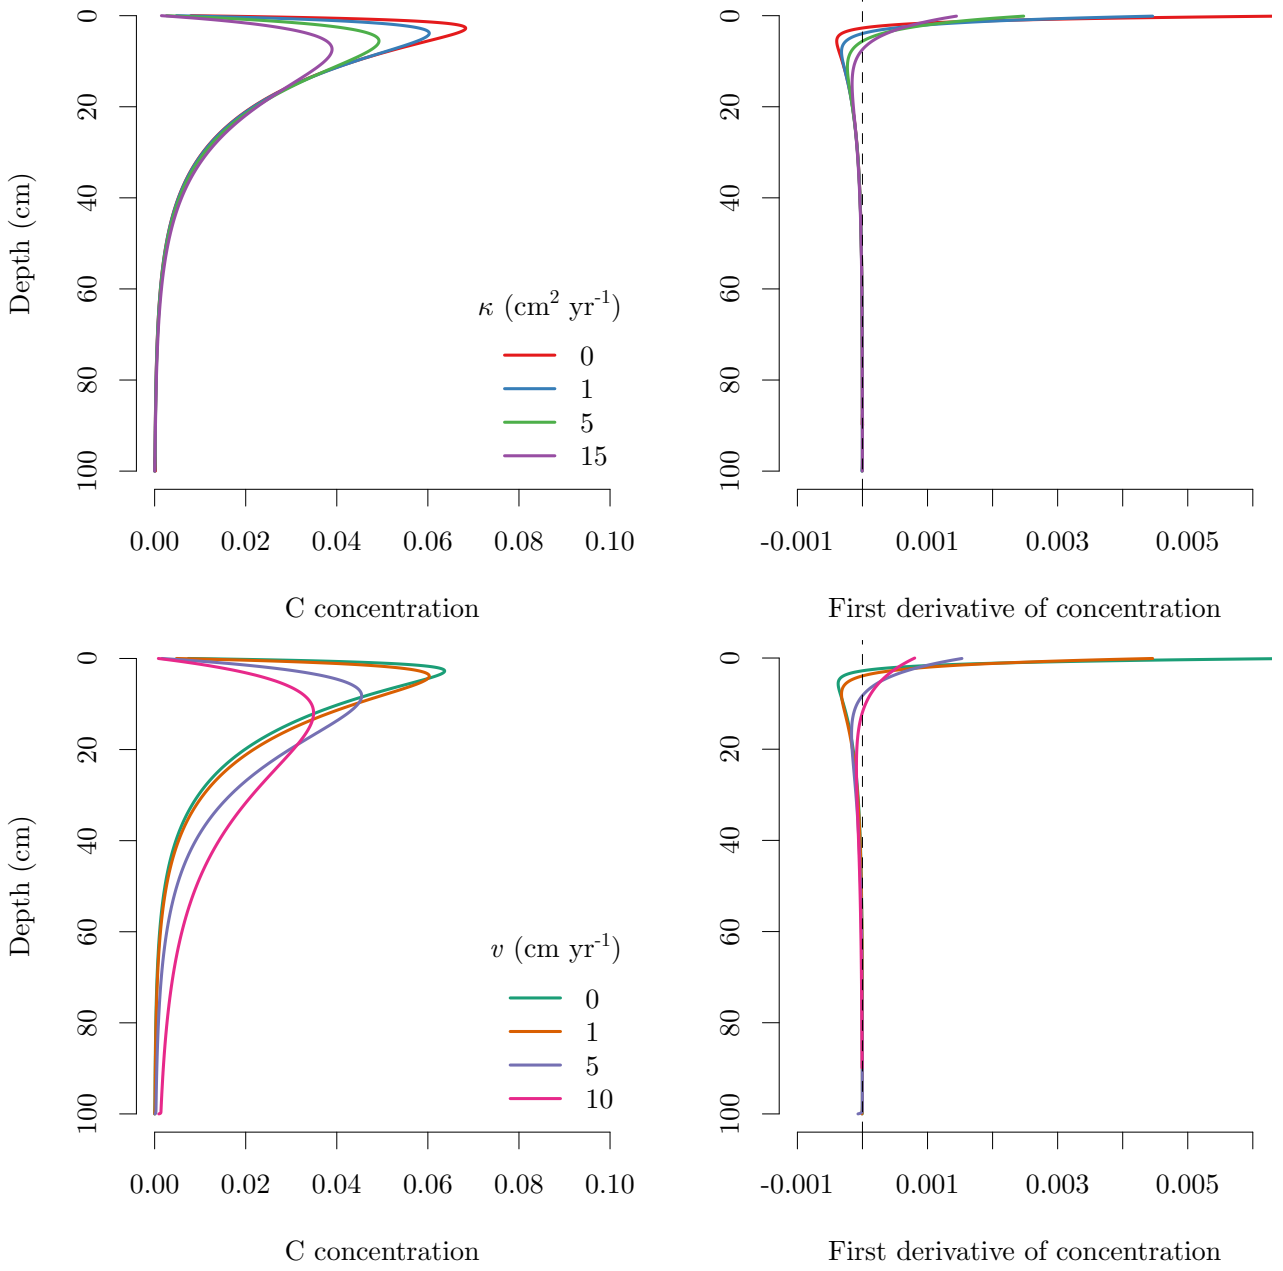 Depth (cm)
0
20
40
60
80
100
κ (cm² yr⁻¹)
0
1
5
15
0.00 0.02 0.04 0.06 0.08 0.10
C concentration
0
20
40
60
80
100
-0.001 0.001 0.003 0.005
First derivative of concentration
Depth (cm)
0
20
40
60
80
100
v (cm yr⁻¹)
0
1
5
10
0.00 0.02 0.04 0.06 0.08 0.10
C concentration
0
20
40
60
80
100
-0.001 0.001 0.003 0.005
First derivative of concentration